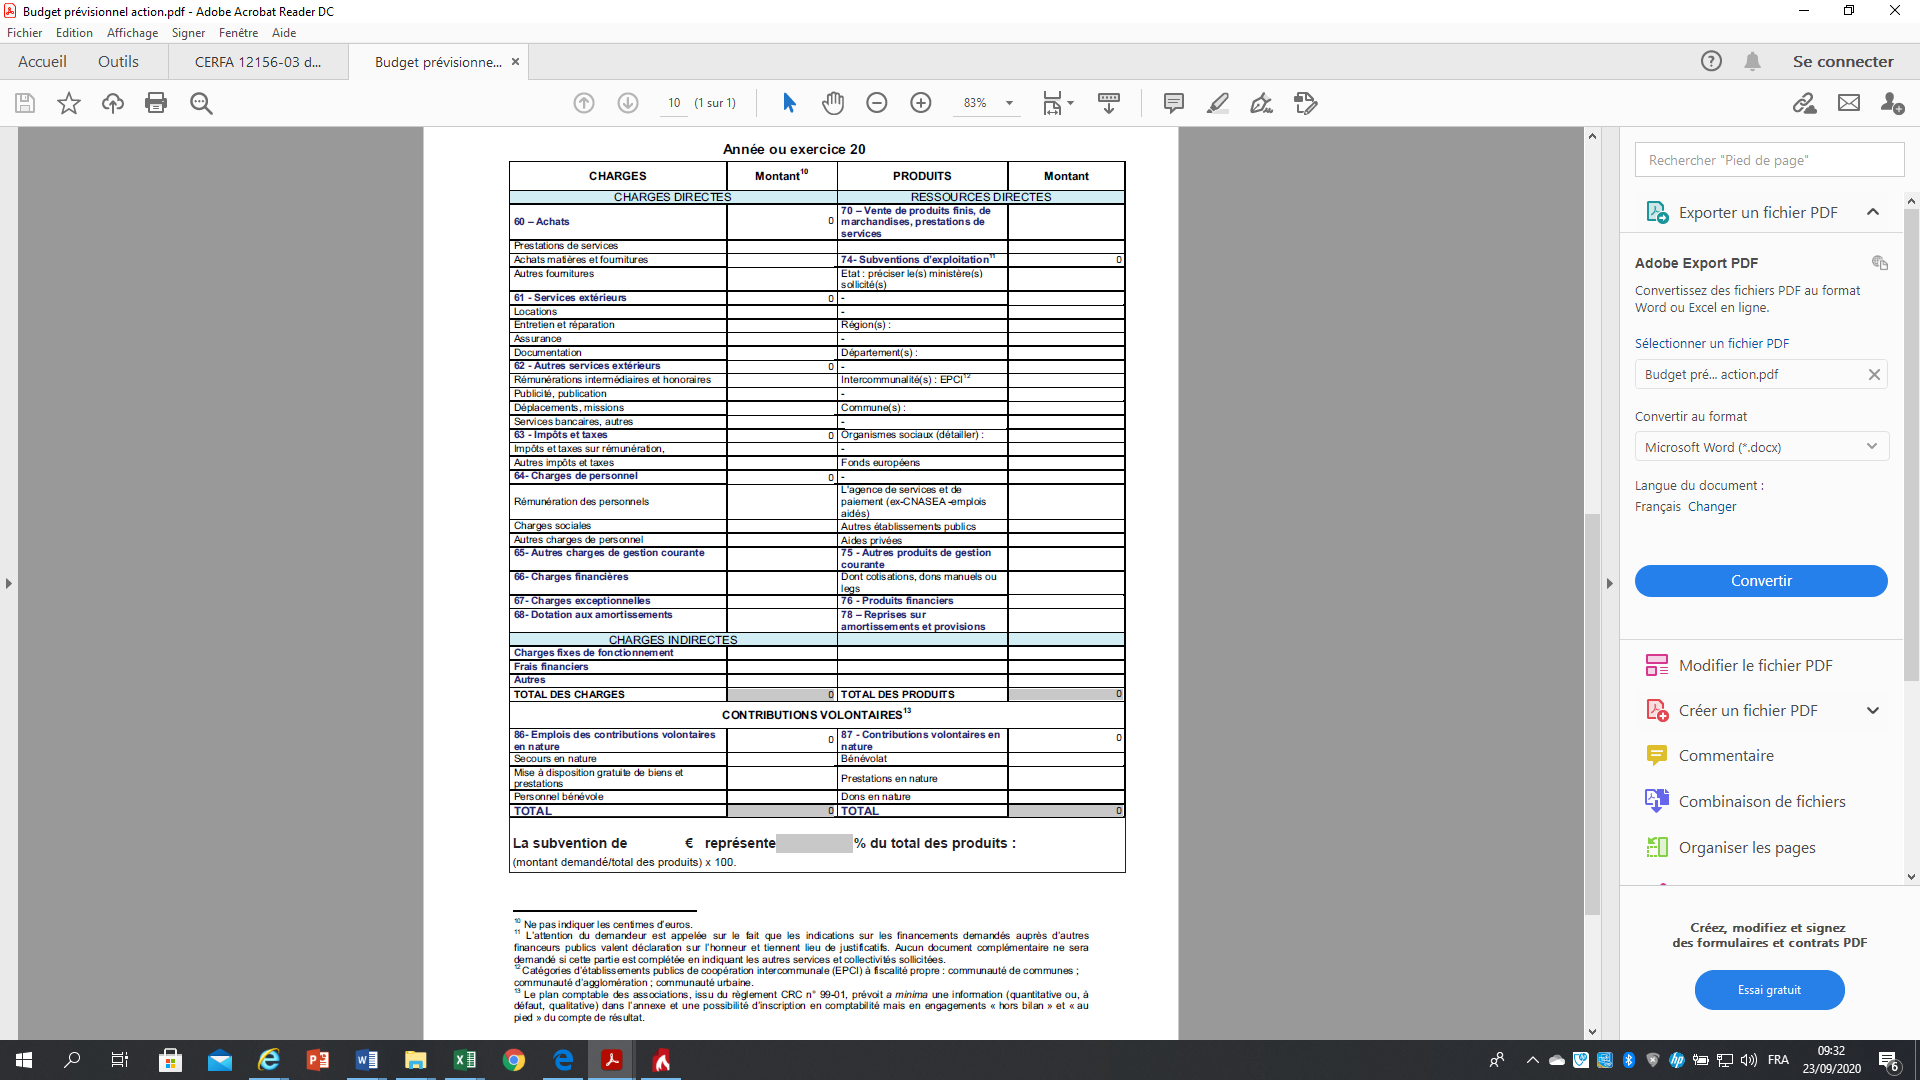 Budget prévisionnel action.pdf - Adobe Acrobat Reader DC
Fichier Edition Affichage Signer Fenêtre Aide
Accueil Outils CERFA 12156-03 d... Budget prévisionne... × Se connecter
10 (1 sur 1) 83%
Année ou exercice 20
CHARGES Montant10 PRODUITS Montant
CHARGES DIRECTES RESSOURCES DIRECTES
60 – Achats 0 70 – Vente de produits finis, de
marchandises, prestations de
services
Prestations de services
Achats matières et fournitures 74- Subventions d'exploitation11 0
Autres fournitures Etat : préciser le(s) ministère(s)
sollicité(s)
61 - Services extérieurs 0 -
Locations -
Entretien et réparation Région(s) :
Assurance -
Documentation Département(s) :
62 - Autres services extérieurs 0 -
Rémunérations intermédiaires et honoraires Intercommunalité(s) : EPCI12
Publicité, publication -
Déplacements, missions Commune(s) :
Services bancaires, autres -
63 - Impôts et taxes 0 Organismes sociaux (détailler) :
Impôts et taxes sur rémunération, -
Autres impôts et taxes Fonds européens
64- Charges de personnel 0 -
Rémunération des personnels L'agence de services et de
paiement (ex-CNASEA -emplois
aidés)
Charges sociales Autres établissements publics
Autres charges de personnel Aides privées
65- Autres charges de gestion courante 75 - Autres produits de gestion
courante
66- Charges financières Dont cotisations, dons manuels ou
legs
67- Charges exceptionnelles 76 - Produits financiers
68- Dotation aux amortissements 78 – Reprises sur
amortissements et provisions
CHARGES INDIRECTES
Charges fixes de fonctionnement
Frais financiers
Autres
TOTAL DES CHARGES 0 TOTAL DES PRODUITS 0
CONTRIBUTIONS VOLONTAIRES13
86- Emplois des contributions volontaires
en nature 0 87 - Contributions volontaires en
nature 0
Secours en nature Bénévolat
Mise à disposition gratuite de biens et
prestations Prestations en nature
Personnel bénévole Dons en nature
TOTAL 0 TOTAL 0
La subvention de € représente % du total des produits :
(montant demandé/total des produits) x 100.
10 Ne pas indiquer les centimes d'euros.
11 L'attention du demandeur est appelée sur le fait que les indications sur les financements demandés auprès d'autres
financeurs publics valent déclaration sur l'honneur et tiennent lieu de justificatifs. Aucun document complémentaire ne sera
demandé si cette partie est complétée en indiquant les autres services et collectivités sollicitées.
12 Catégories d'établissements publics de coopération intercommunale (EPCI) à fiscalité propre : communauté de communes ;
communauté d'agglomération ; communauté urbaine.
13 Le plan comptable des associations, issu du règlement CRC n° 99-01, prévoit a minima une information (quantitative ou, à
défaut, qualitative) dans l'annexe et une possibilité d'inscription en comptabilité mais en engagements « hors bilan » et « au
pied » du compte de résultat.
Rechercher "Pied de page"
Exporter un fichier PDF
Adobe Export PDF
Convertissez des fichiers PDF au format
Word ou Excel en ligne.
Sélectionner un fichier PDF
Budget pré... action.pdf
Convertir au format
Microsoft Word (*.docx)
Langue du document :
Français Changer
Convertir
Modifier le fichier PDF
Créer un fichier PDF
Commentaire
Combinaison de fichiers
Organiser les pages
Créez, modifiez et signez
des formulaires et contrats PDF
Essai gratuit
FRA
09:32
23/09/2020
6